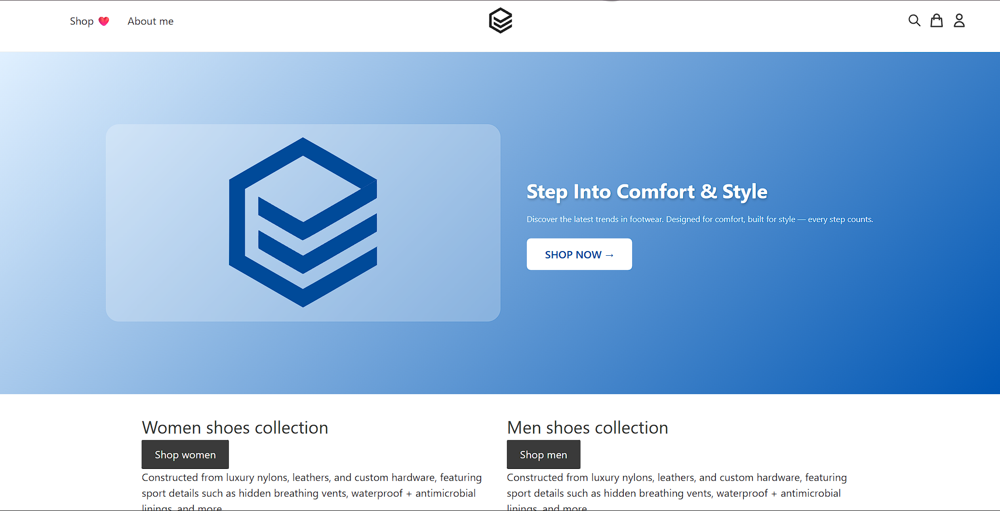 Shop 💖 About me
Step Into Comfort & Style
Discover the latest trends in footwear. Designed for comfort, built for style — every step counts.
SHOP NOW →
Women shoes collection
Shop women
Constructed from luxury nylons, leathers, and custom hardware, featuring
sport details such as hidden breathing vents, waterproof + antimicrobial
linings, and more.
Men shoes collection
Shop men
Constructed from luxury nylons, leathers, and custom hardware, featuring
sport details such as hidden breathing vents, waterproof + antimicrobial
linings, and more.